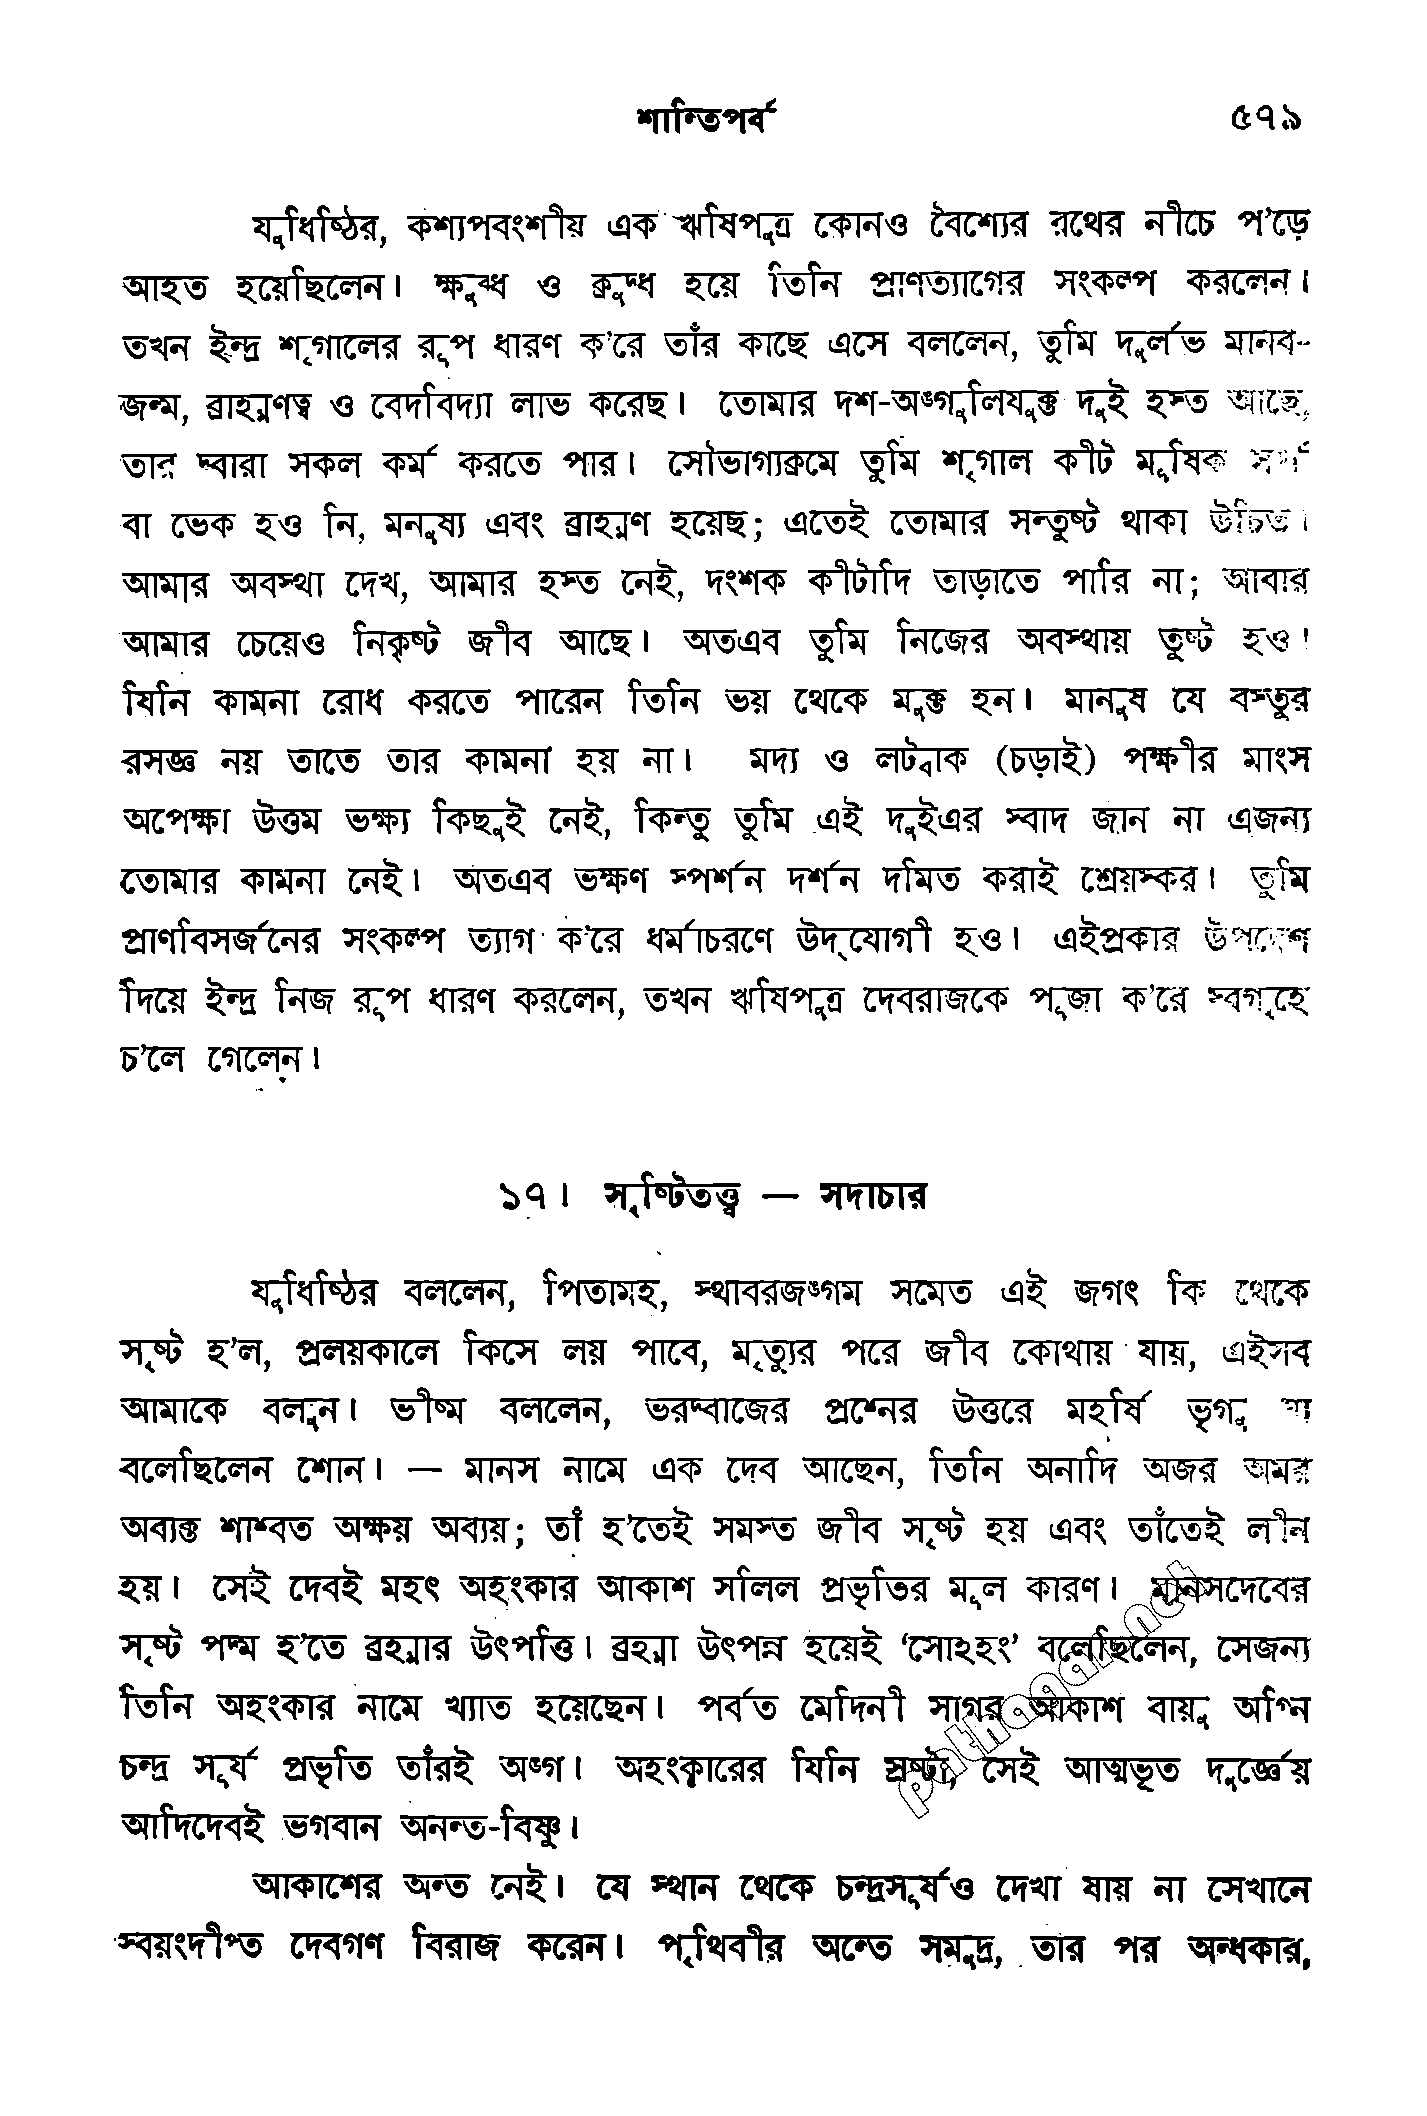 শান্তিপর্ব ৫৭৯
যুধিষ্ঠির, কশ্যপবংশীয় এক ঋষিপুত্র কোনও বৈশ্যের রথের নীচে প’ড়ে
আহত হয়েছিলেন। ক্ষুব্ধ ও ক্রুদ্ধ হয়ে তিনি প্রাণত্যাগের সংকল্প করলেন।
তখন ইন্দ্র শৃগালের রূপ ধারণ ক’রে তাঁর কাছে এসে বললেন, তুমি দুর্লভ মানব-
জন্ম, ব্রাহ্মণত্ব ও বেদবিদ্যা লাভ করেছ। তোমার দশ-অঙ্গুলিযুক্ত দুই হস্ত আছে,
তার দ্বারা সকল কর্ম করতে পার। সৌভাগ্যক্রমে তুমি শৃগাল কীট মূষিক সর্প
বা ভেক হও নি, মনুষ্য এবং ব্রাহ্মণ হয়েছ; এতেই তোমার সন্তুষ্ট থাকা উচিত।
আমার অবস্থা দেখ, আমার হস্ত নেই, দংশক কীটাদি তাড়াতে পারি না; আবার
আমার চেয়েও নিকৃষ্ট জীব আছে। অতএব তুমি নিজের অবস্থায় তুষ্ট হও।
যিনি কামনা রোধ করতে পারেন তিনি ভয় থেকে মুক্ত হন। মানুষ যে বস্তুর
রসজ্ঞ নয় তাতে তার কামনা হয় না। মদ্য ও লট্বাক (চড়াই) পক্ষীর মাংস
অপেক্ষা উত্তম ভক্ষ্য কিছুই নেই, কিন্তু তুমি এই দুইএর স্বাদ জান না এজন্য
তোমার কামনা নেই। অতএব ভক্ষণ স্পর্শন দর্শন দমিত করাই শ্রেয়স্কর। তুমি
প্রাণবিসর্জনের সংকল্প ত্যাগ ক’রে ধর্মাচরণে উদ্‌যোগী হও। এইপ্রকার উপদেশ
দিয়ে ইন্দ্র নিজ রূপ ধারণ করলেন, তখন ঋষিপুত্র দেবরাজকে পূজা ক’রে স্বগৃহে
চ’লে গেলেন।
১৭। সৃষ্টিতত্ত্ব — সদাচার
যুধিষ্ঠির বললেন, পিতামহ, স্থাবরজঙ্গম সমেত এই জগৎ কি থেকে
সৃষ্ট হ’ল, প্রলয়কালে কিসে লয় পাবে, মৃত্যুর পরে জীব কোথায় যায়, এইসব
আমাকে বলুন। ভীষ্ম বললেন, ভরদ্বাজের প্রশ্নের উত্তরে মহর্ষি ভৃগু যা
বলেছিলেন শোন। — মানস নামে এক দেব আছেন, তিনি অনাদি অজর অমর
অব্যক্ত শাশ্বত অক্ষয় অব্যয়; তাঁ হ’তেই সমস্ত জীব সৃষ্ট হয় এবং তাঁতেই লীন
হয়। সেই দেবই মহৎ অহংকার আকাশ সলিল প্রভৃতির মূল কারণ। মানসদেবের
সৃষ্ট পদ্ম হ’তে ব্রহ্মার উৎপত্তি। ব্রহ্মা উৎপন্ন হয়েই ‘সোহহং’ বলেছিলেন, সেজন্য
তিনি অহংকার নামে খ্যাত হয়েছেন। পর্বত মেদিনী সাগর আকাশ বায়ু অগ্নি
চন্দ্র সূর্য প্রভৃতি তাঁরই অঙ্গ। অহংকারের যিনি স্রষ্টা, সেই আত্মভূত দুর্জ্ঞেয়
আদিদেবই ভগবান অনন্ত-বিষ্ণু।
আকাশের অন্ত নেই। যে স্থান থেকে চন্দ্রসূর্যও দেখা যায় না সেখানে
স্বয়ংদীপ্ত দেবগণ বিরাজ করেন। পৃথিবীর অন্তে সমুদ্র, তার পর অন্ধকার,
pathagar.net